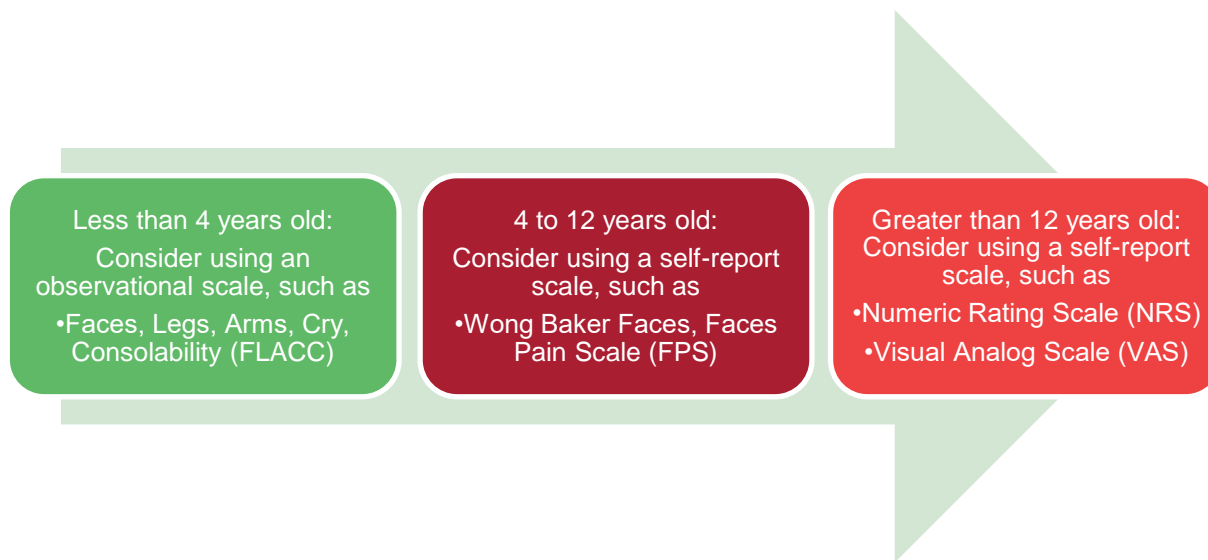 Less than 4 years old:
Consider using an
observational scale, such as
•Faces, Legs, Arms, Cry,
Consolability (FLACC)
4 to 12 years old:
Consider using a self-report
scale, such as
•Wong Baker Faces, Faces
Pain Scale (FPS)
Greater than 12 years old:
Consider using a self-report
scale, such as
•Numeric Rating Scale (NRS)
•Visual Analog Scale (VAS)